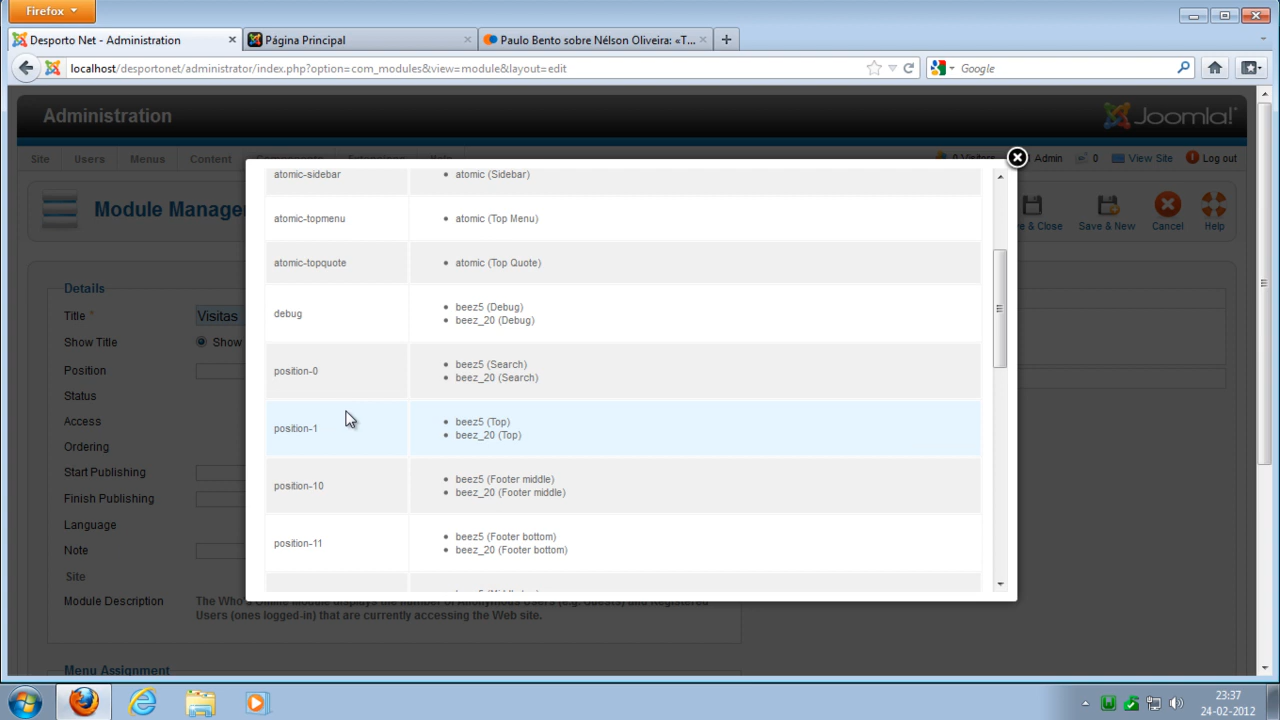 Firefox
Desporto Net - Administration
Página Principal
Paulo Bento sobre Nélson Oliveira: «T...
localhost/desportonet/administrator/index.php?option=com_modules&view=module&layout=edit
Google
Administration
Joomla!
Site Users Menus Content Components Extensions Help
0 Visitors Admin 0 View Site Log out
Module Manage
& Close Save & New Cancel Help
Details
Title *
Visitas
Show Title
Show
Position
Status
Access
Ordering
Start Publishing
Finish Publishing
Language
Note
Site
Module Description
The Who's Online Module displays the number of Anonymous Users (e.g. Guests) and Registered
Users (ones logged-in) that are currently accessing the Web site.
Menu Assignment
atomic-sidebar
atomic (Sidebar)
atomic-topmenu
atomic (Top Menu)
atomic-topquote
atomic (Top Quote)
debug
beez5 (Debug)
beez_20 (Debug)
position-0
beez5 (Search)
beez_20 (Search)
position-1
beez5 (Top)
beez_20 (Top)
position-10
beez5 (Footer middle)
beez_20 (Footer middle)
position-11
beez5 (Footer bottom)
beez_20 (Footer bottom)
23:37
24-02-2012